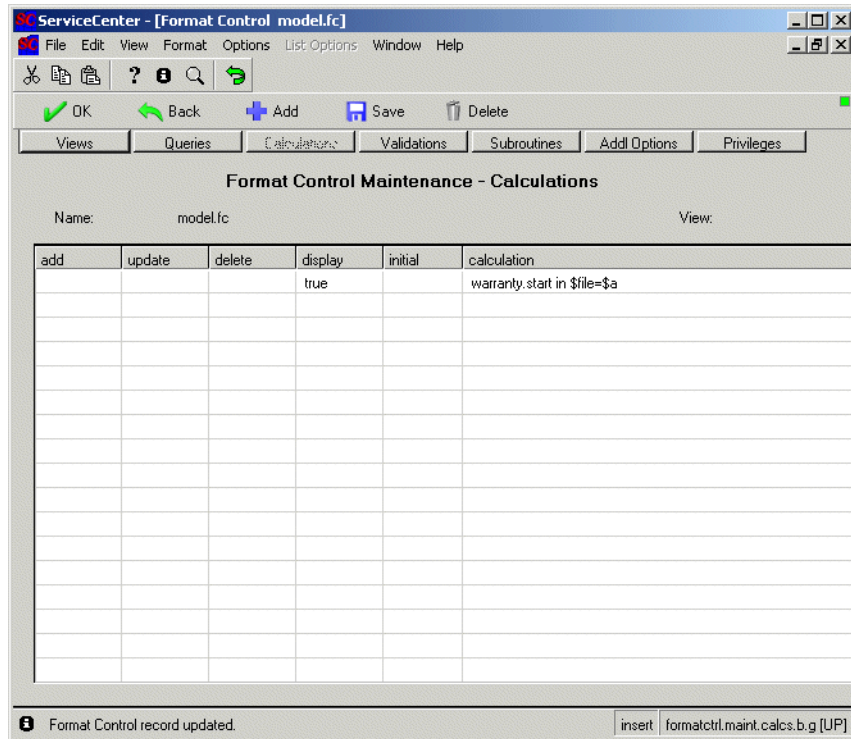 SC ServiceCenter - [Format Control model.fc]
SC File Edit View Format Options List Options Window Help
OK Back Add Save Delete
Views Queries Calculations Validations Subroutines Addl Options Privileges
Format Control Maintenance - Calculations
Name: model.fc View:
add update delete display initial calculation
true warranty.start in $file=$a
Format Control record updated. insert formatctrl.maint.calcs.b.g [UP]